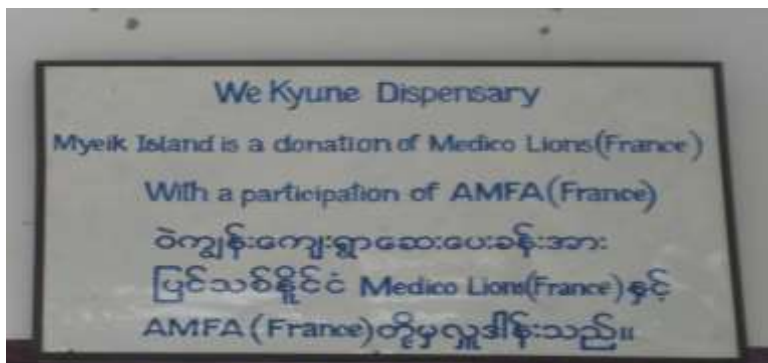 We Kyune Dispensary
Myeik Island is a donation of Medico Lions(France)
With a participation of AMFA(France)
ဝဲကျွန်းကျေးရွာဆေးပေးခန်းအား
ပြင်သစ်နိူင်ငံ Medico Lions(France)နှင့်
AMFA(France)တို့မှလှူဒါန်းသည်။